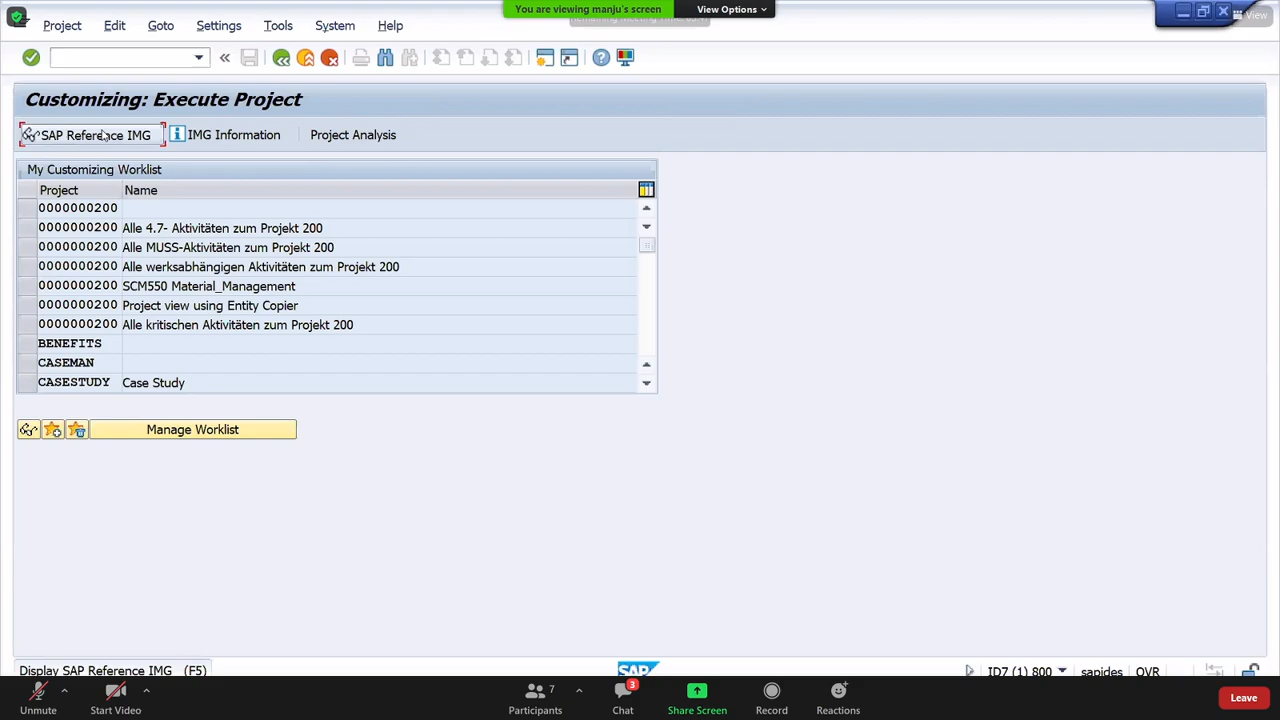 You are viewing manju's screen
View Options
Project Edit Goto Settings Tools System Help
View
Customizing: Execute Project
SAP Reference IMG IMG Information Project Analysis
My Customizing Worklist
Project Name
0000000200
0000000200 Alle 4.7- Aktivitäten zum Projekt 200
0000000200 Alle MUSS-Aktivitäten zum Projekt 200
0000000200 Alle werksabhängigen Aktivitäten zum Projekt 200
0000000200 SCM550 Material_Management
0000000200 Project view using Entity Copier
0000000200 Alle kritischen Aktivitäten zum Projekt 200
BENEFITS
CASEMAN
CASESTUDY Case Study
Manage Worklist
Display SAP Reference IMG (F5)
SAP
ID7 (1) 800 sapides OVR
Unmute Start Video Participants 7 Chat 3 Share Screen Record Reactions Leave